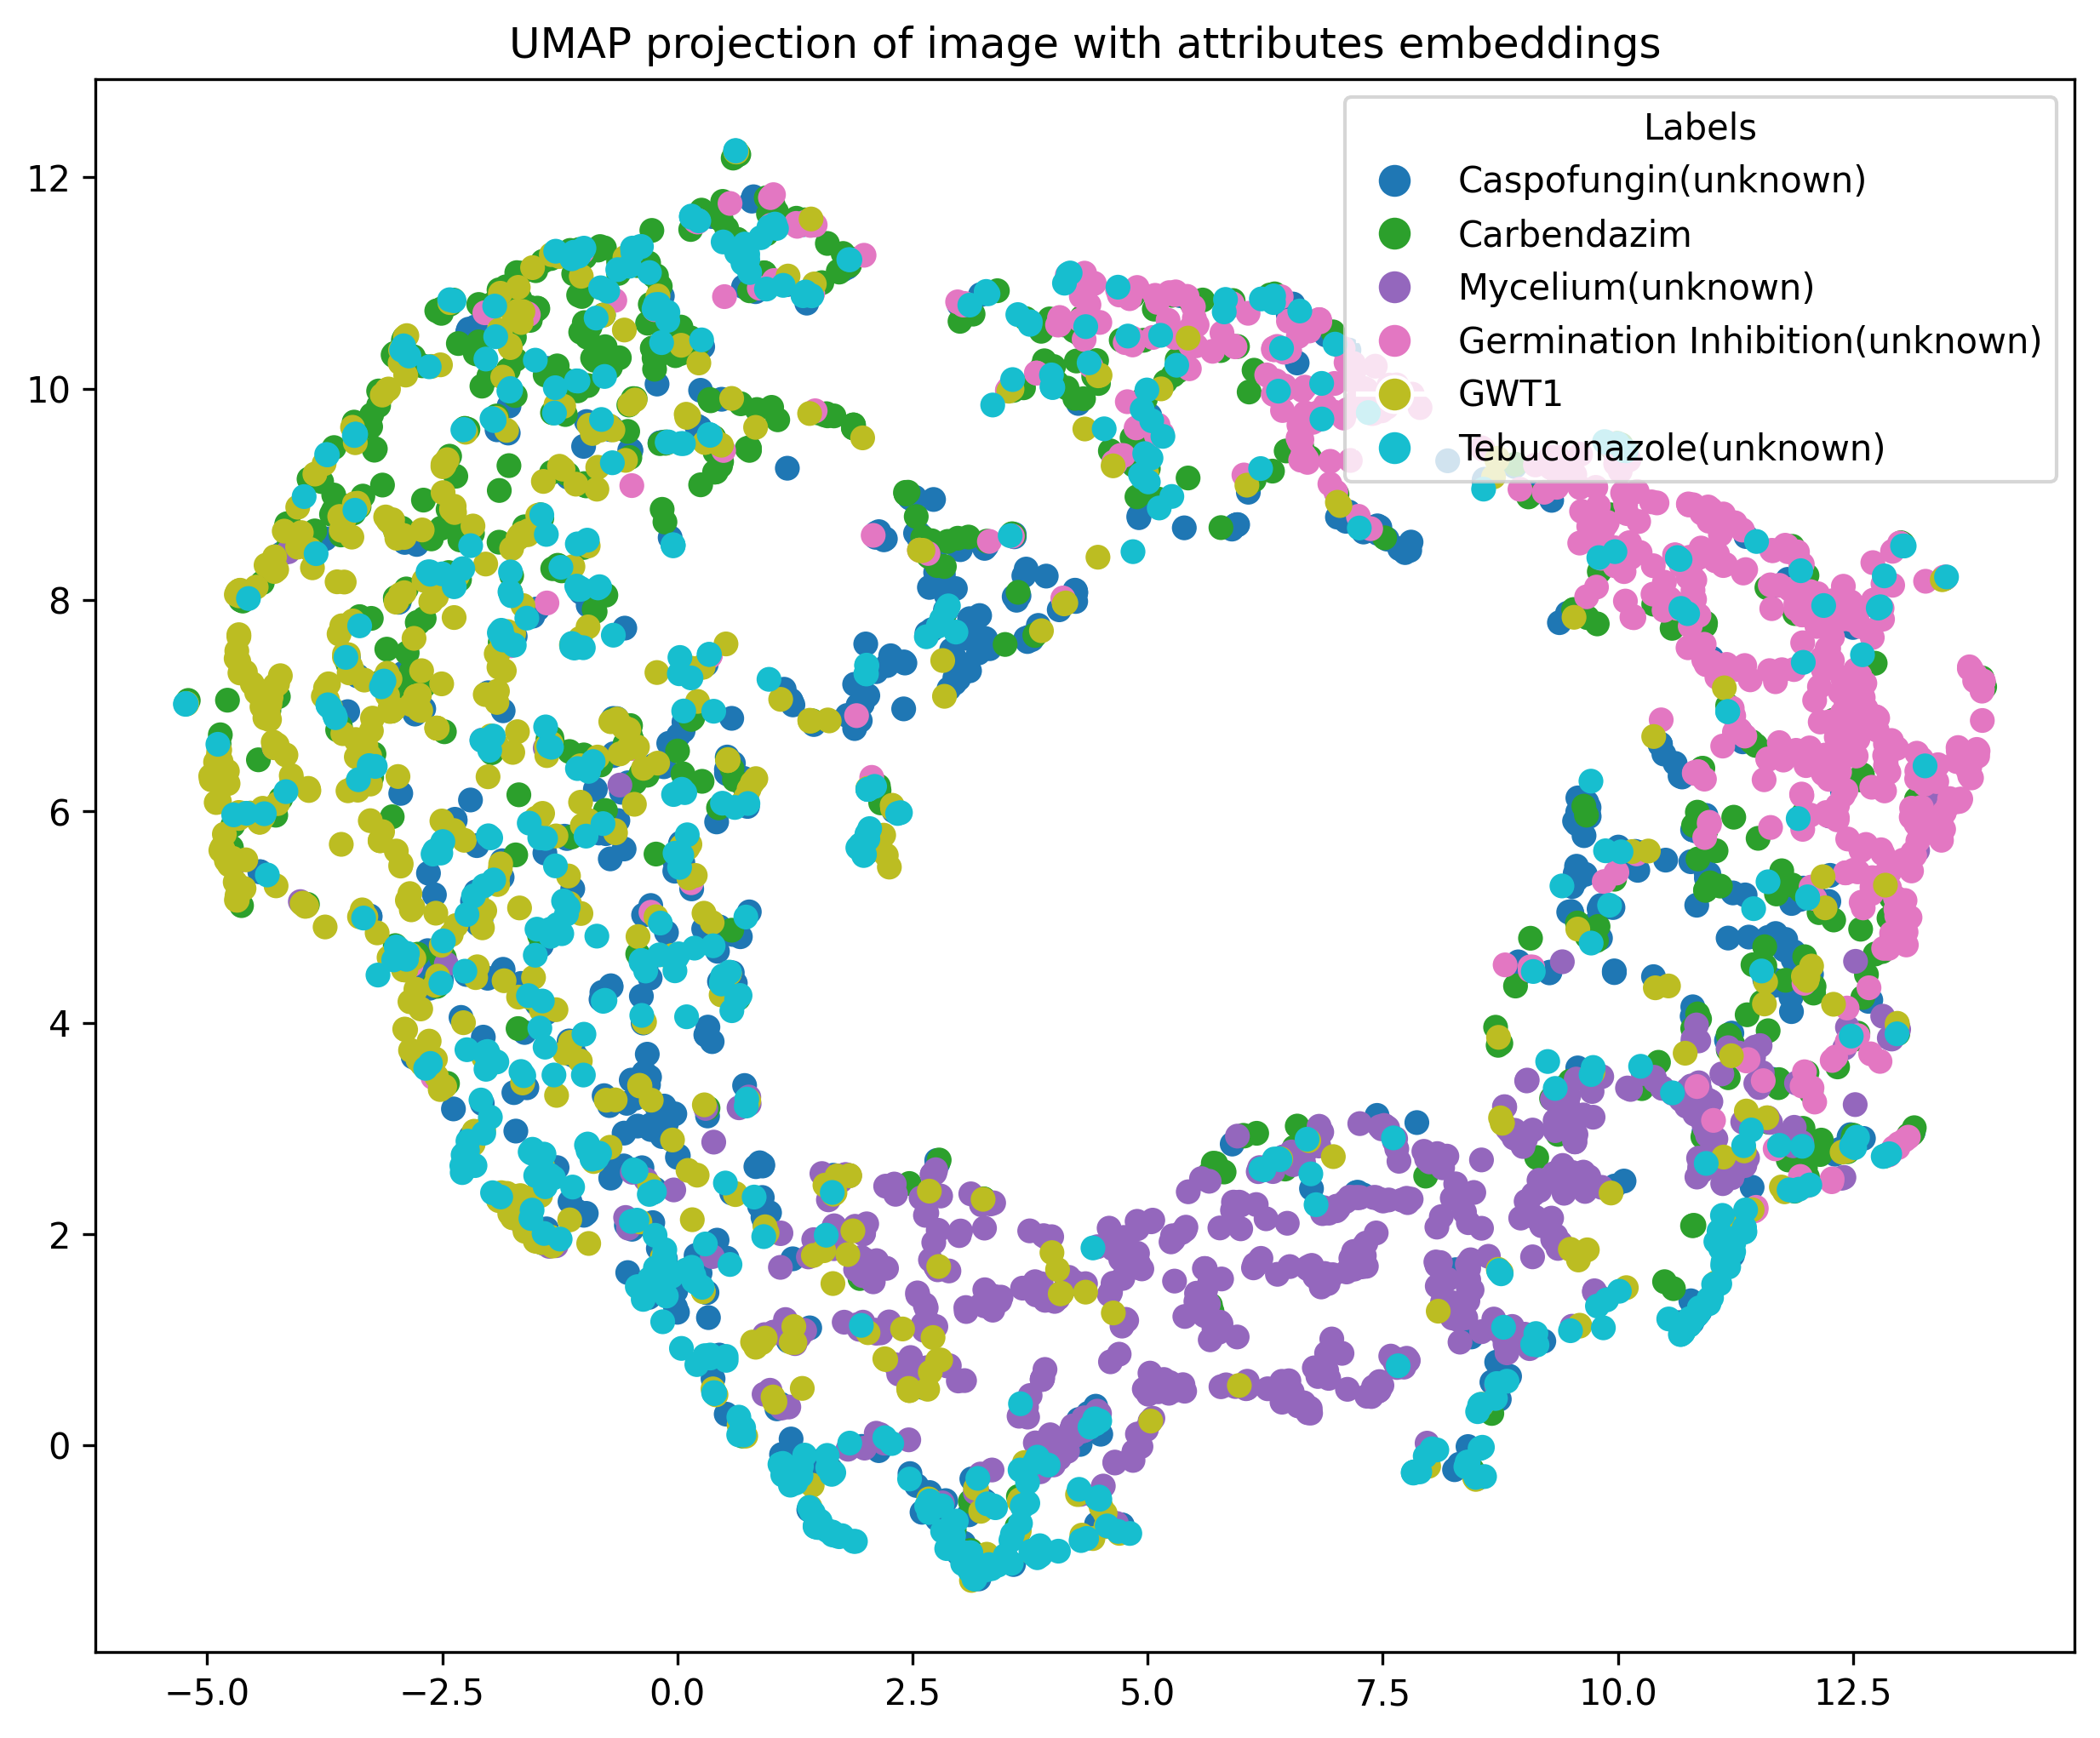 UMAP projection of image with attributes embeddings
Labels
Caspofungin(unknown)
Carbendazim
Mycelium(unknown)
Germination Inhibition(unknown)
GWT1
Tebuconazole(unknown)
12
10
8
6
4
2
0
−5.0 −2.5 0.0 2.5 5.0 7.5 10.0 12.5